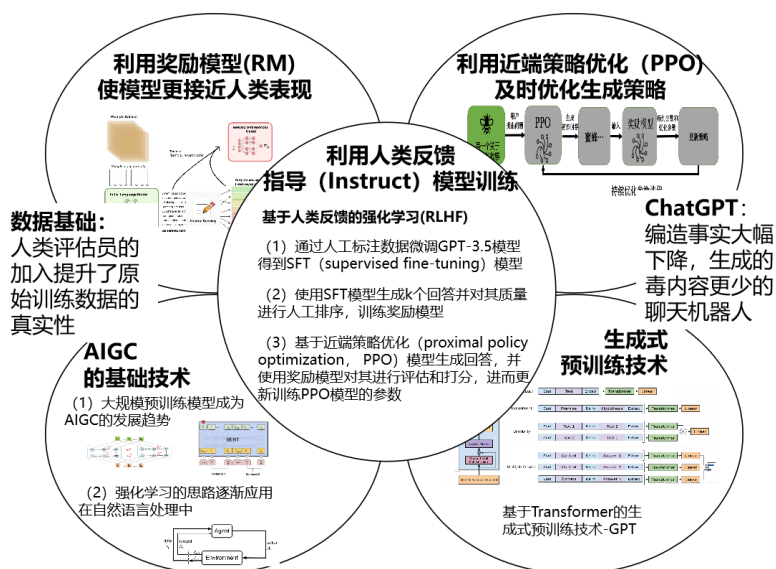 利用奖励模型(RM)
使模型更接近人类表现
利用近端策略优化（PPO)
及时优化生成策略
PPO
奖励模型
更新策略
利用人类反馈
指导（Instruct）模型训练
基于人类反馈的强化学习(RLHF)
（1）通过人工标注数据微调GPT-3.5模型
得到SFT（supervised fine-tuning）模型
（2）使用SFT模型生成k个回答并对其质量
进行人工排序，训练奖励模型
（3）基于近端策略优化（proximal policy
optimization， PPO）模型生成回答，并
使用奖励模型对其进行评估和打分，进而更
新训练PPO模型的参数
数据基础：
人类评估员的
加入提升了原
始训练数据的
真实性
ChatGPT：
编造事实大幅
下降，生成的
毒内容更少的
聊天机器人
AIGC
的基础技术
（1）大规模预训练模型成为
AIGC的发展趋势
BERT
（2）强化学习的思路逐渐应用
在自然语言处理中
Agent
Environment
生成式
预训练技术
基于Transformer的生
成式预训练技术-GPT